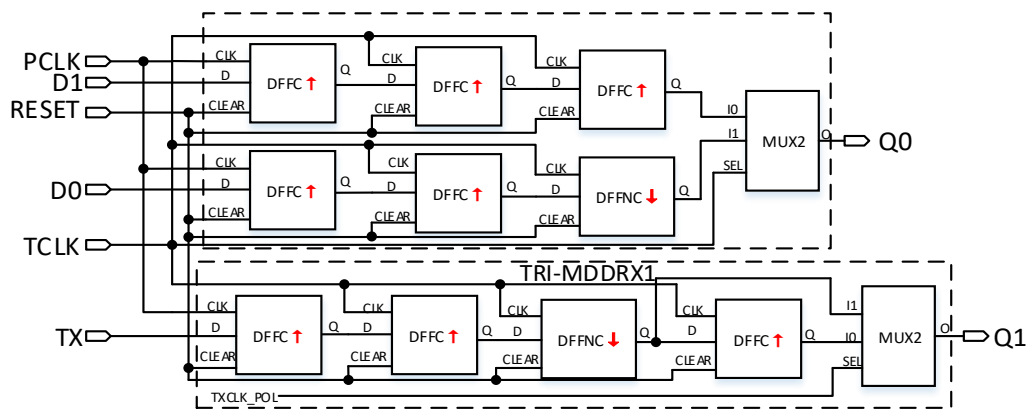 PCLK
D1
RESET
D0
TCLK
TX
CLK
D
CLEAR
DFFC
Q
CLK
D
CLEAR
DFFC
Q
CLK
D
CLEAR
DFFC
Q
I0
I1
SEL
MUX2
O
Q0
CLK
D
CLEAR
DFFC
Q
CLK
D
CLEAR
DFFC
Q
CLK
D
CLEAR
DFFNC
Q
TRI-MDDRX1
CLK
D
CLEAR
DFFC
Q
CLK
D
CLEAR
DFFC
Q
CLK
D
CLEAR
DFFNC
Q
CLK
D
CLEAR
DFFC
Q
I1
I0
SEL
MUX2
O
Q1
TXCLK_POL